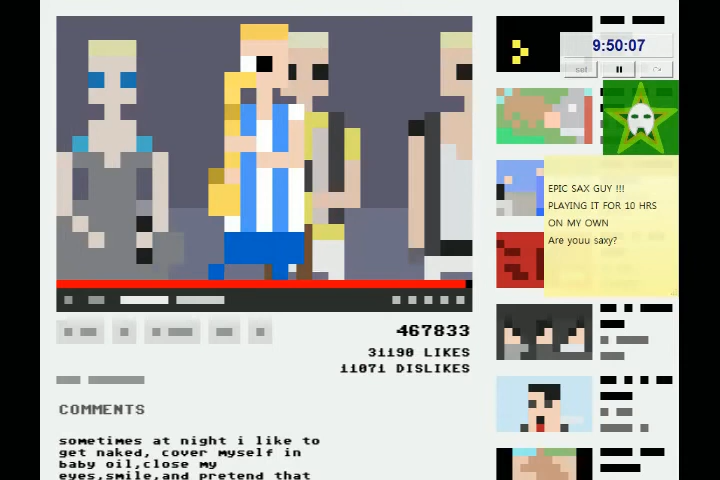 9:50:07
set
EPIC SAX GUY !!!
PLAYING IT FOR 10 HRS
ON MY OWN
Are youu saxy?
467833
31190 LIKES
11071 DISLIKES
COMMENTS
sometimes at night i like to
get naked, cover myself in
baby oil,close my
eyes,smile,and pretend that